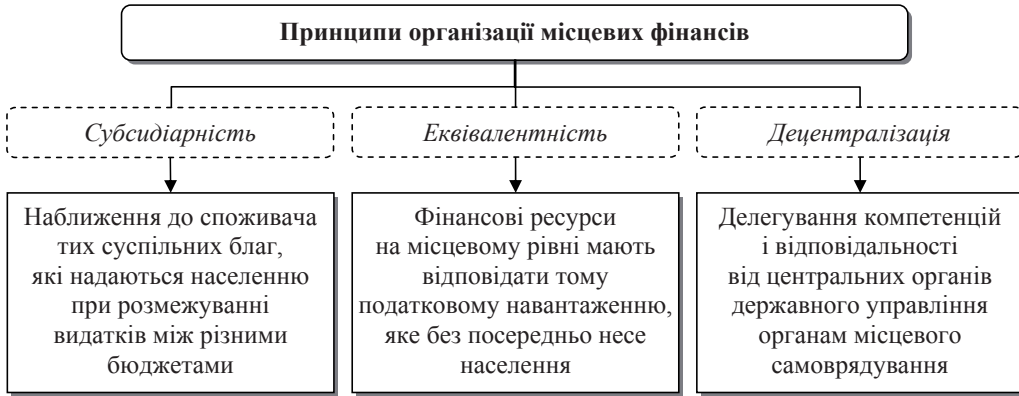 Принципи організації місцевих фінансів
Субсидіарність
Еквівалентність
Децентралізація
Наближення до споживача
тих суспільних благ,
які надаються населенню
при розмежуванні
видатків між різними
бюджетами
Фінансові ресурси
на місцевому рівні мають
відповідати тому
податковому навантаженню,
яке без посередньо несе
населення
Делегування компетенцій
і відповідальності
від центральних органів
державного управління
органам місцевого
самоврядування